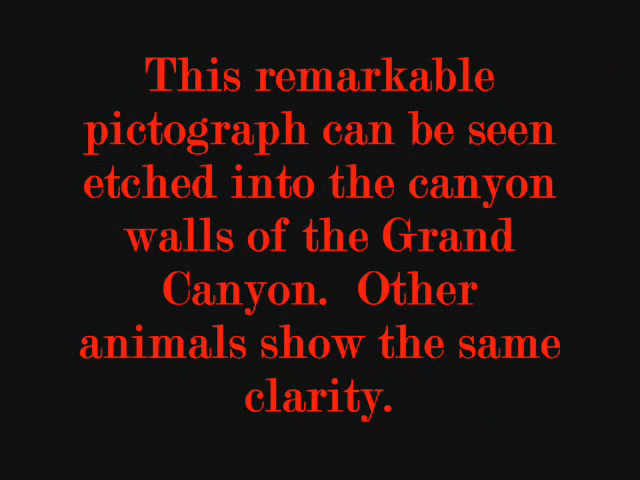 This remarkable
pictograph can be seen
etched into the canyon
walls of the Grand
Canyon.  Other
animals show the same
clarity.